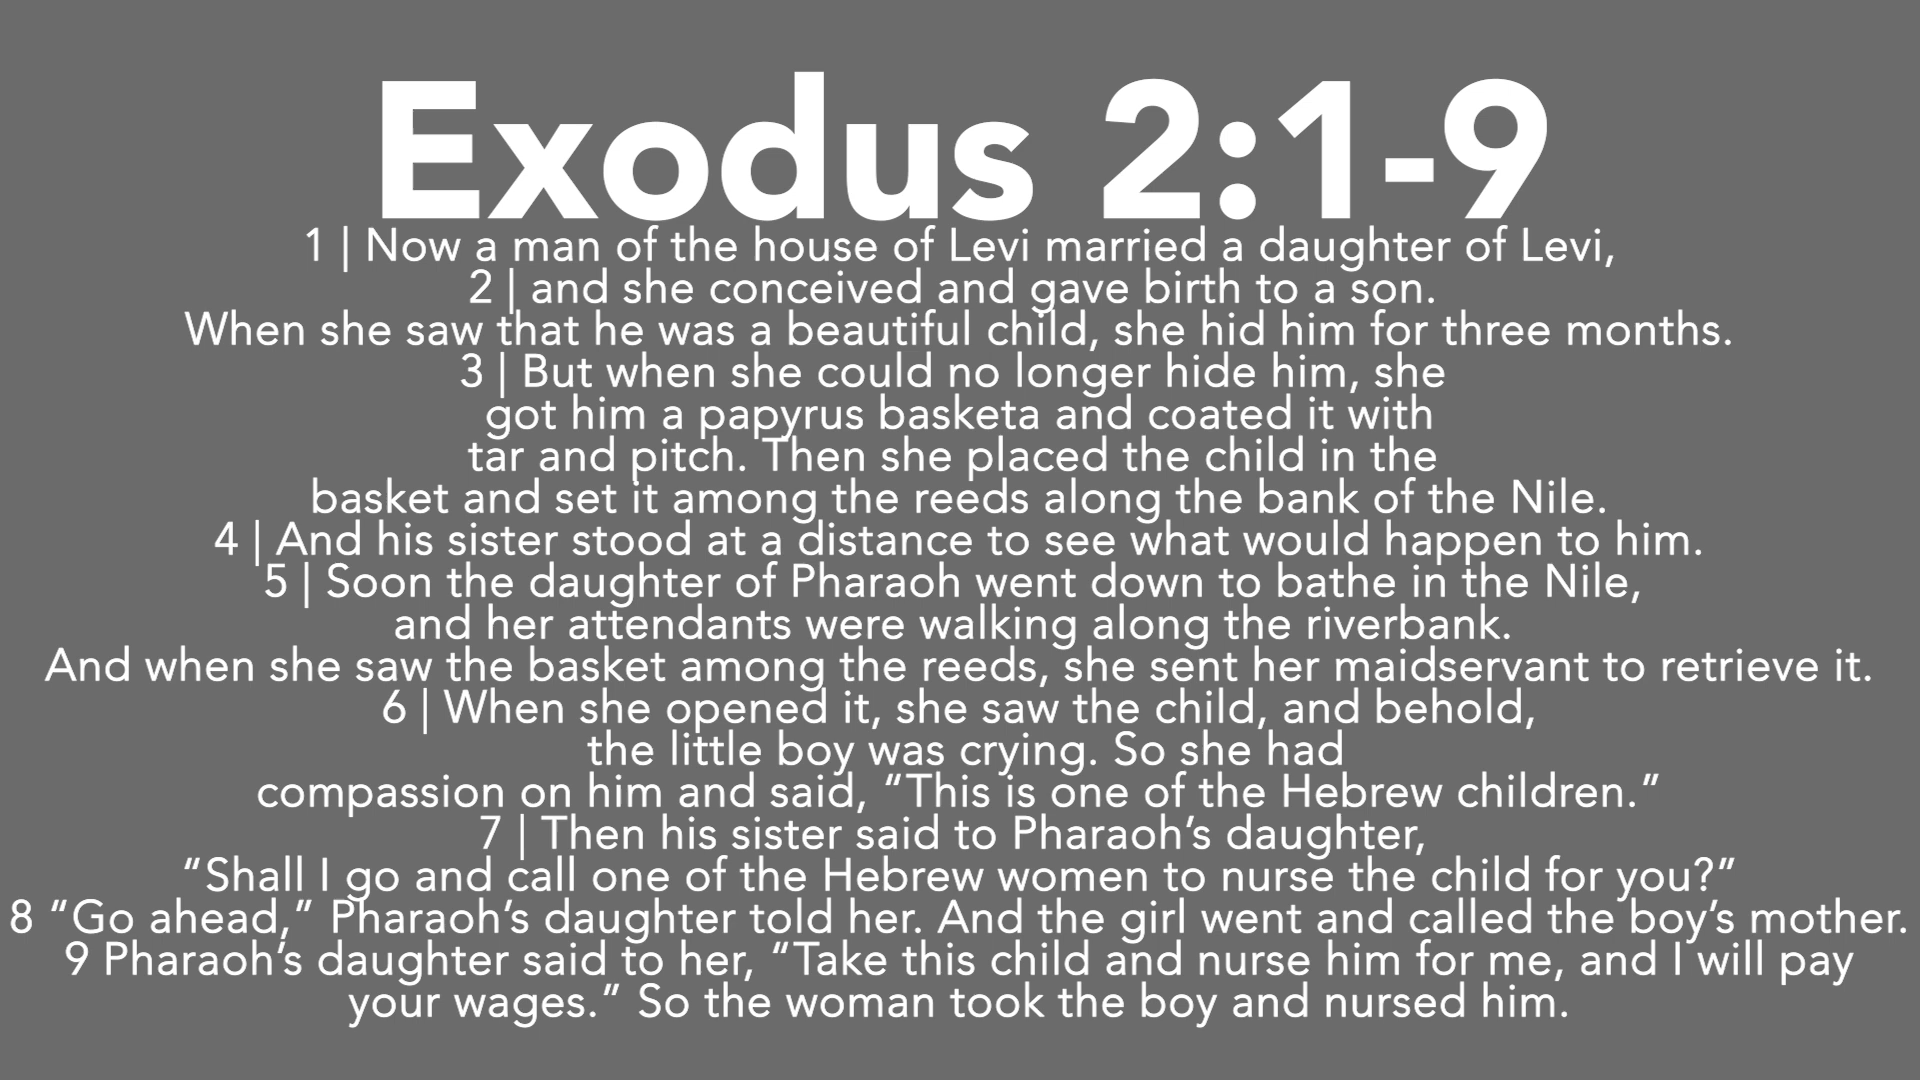 Exodus 2:1-9
1 | Now a man of the house of Levi married a daughter of Levi,
2 | and she conceived and gave birth to a son.
When she saw that he was a beautiful child, she hid him for three months.
3 | But when she could no longer hide him, she
got him a papyrus basketa and coated it with
tar and pitch. Then she placed the child in the
basket and set it among the reeds along the bank of the Nile.
4 | And his sister stood at a distance to see what would happen to him.
5 | Soon the daughter of Pharaoh went down to bathe in the Nile,
and her attendants were walking along the riverbank.
And when she saw the basket among the reeds, she sent her maidservant to retrieve it.
6 | When she opened it, she saw the child, and behold,
the little boy was crying. So she had
compassion on him and said, “This is one of the Hebrew children.”
7 | Then his sister said to Pharaoh’s daughter,
“Shall I go and call one of the Hebrew women to nurse the child for you?”
8 “Go ahead,” Pharaoh’s daughter told her. And the girl went and called the boy’s mother.
9 Pharaoh’s daughter said to her, “Take this child and nurse him for me, and I will pay
your wages.” So the woman took the boy and nursed him.